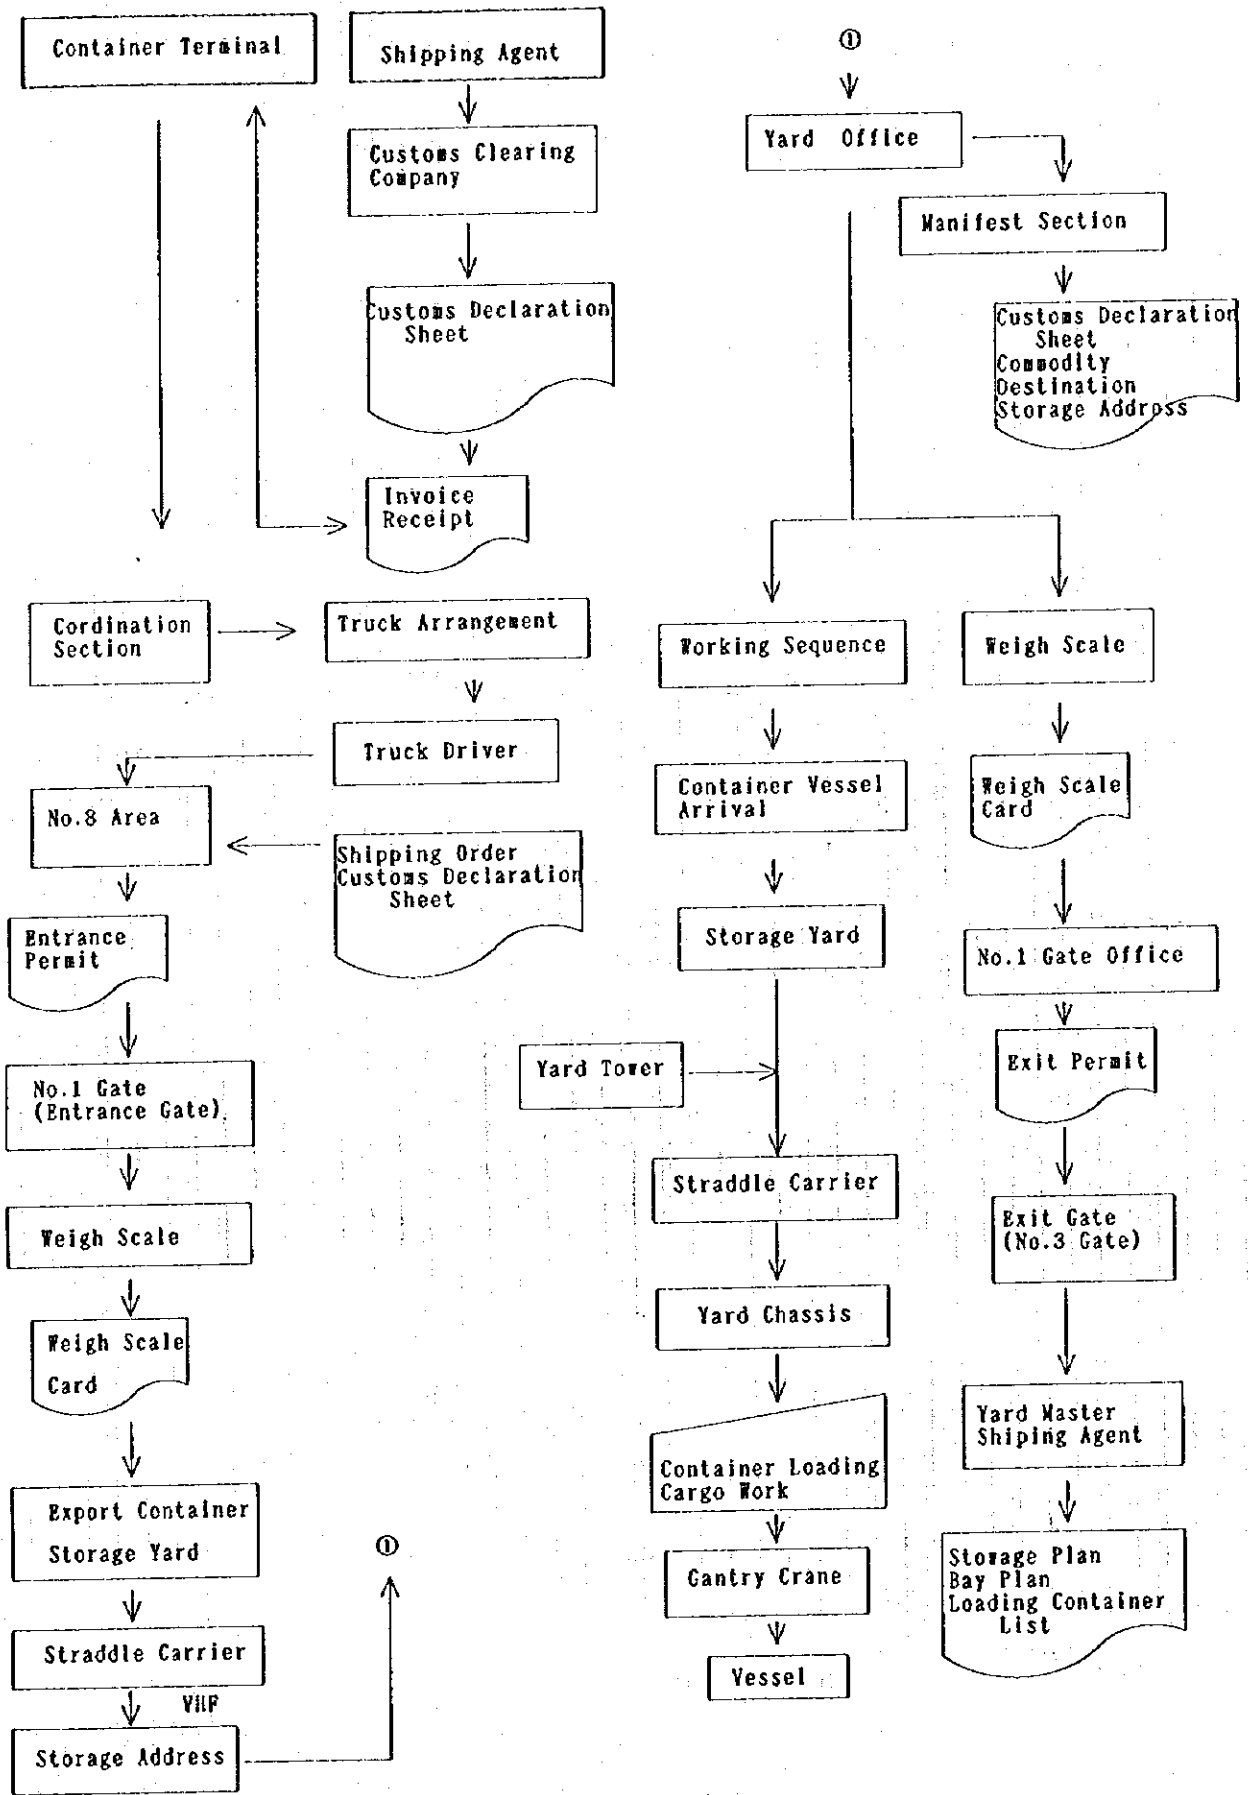 Container Terminal
Shipping Agent
Customs Clearing
Company
Customs Declaration
Sheet
Invoice
Receipt
Cordination
Section
Truck Arrangement
Truck Driver
No.8 Area
Shipping Order
Customs Declaration
Sheet
Entrance
Permit
No.1 Gate
(Entrance Gate)
Weigh Scale
Weigh Scale
Card
Export Container
Storage Yard
Straddle Carrier
VHF
Storage Address
①
①
Yard Office
Manifest Section
Customs Declaration
Sheet
Commodity
Destination
Storage Address
Working Sequence
Container Vessel
Arrival
Storage Yard
Yard Tower
Straddle Carrier
Yard Chassis
Container Loading
Cargo Work
Gantry Crane
Vessel
Weigh Scale
Weigh Scale
Card
No.1 Gate Office
Exit Permit
Exit Gate
(No.3 Gate)
Yard Master
Shiping Agent
Stowage Plan
Bay Plan
Loading Container
List